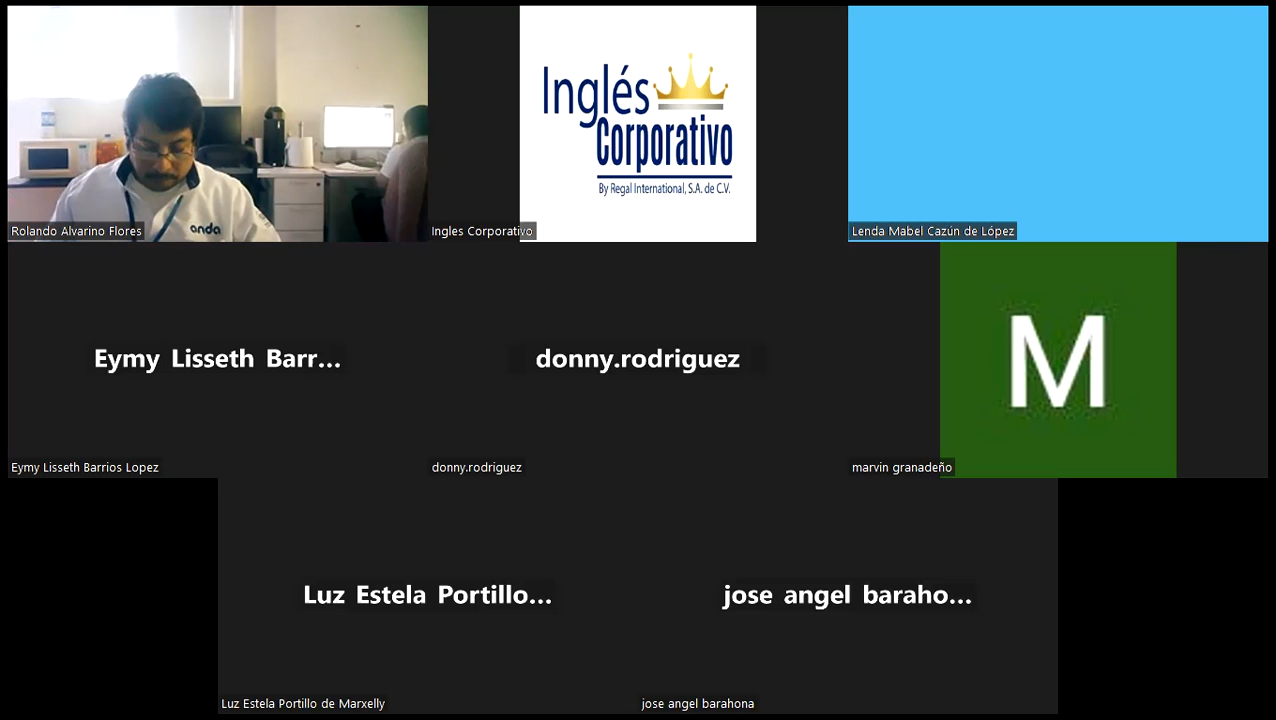 anda
Rolando Alvarino Flores
Inglés
Corporativo
By Regal International, S.A. de C.V.
Ingles Corporativo
Lenda Mabel Cazún de López
Eymy Lisseth Barr...
Eymy Lisseth Barrios Lopez
donny.rodriguez
donny.rodriguez
M
marvin granadeño
Luz Estela Portillo...
Luz Estela Portillo de Marxelly
jose angel baraho...
jose angel barahona